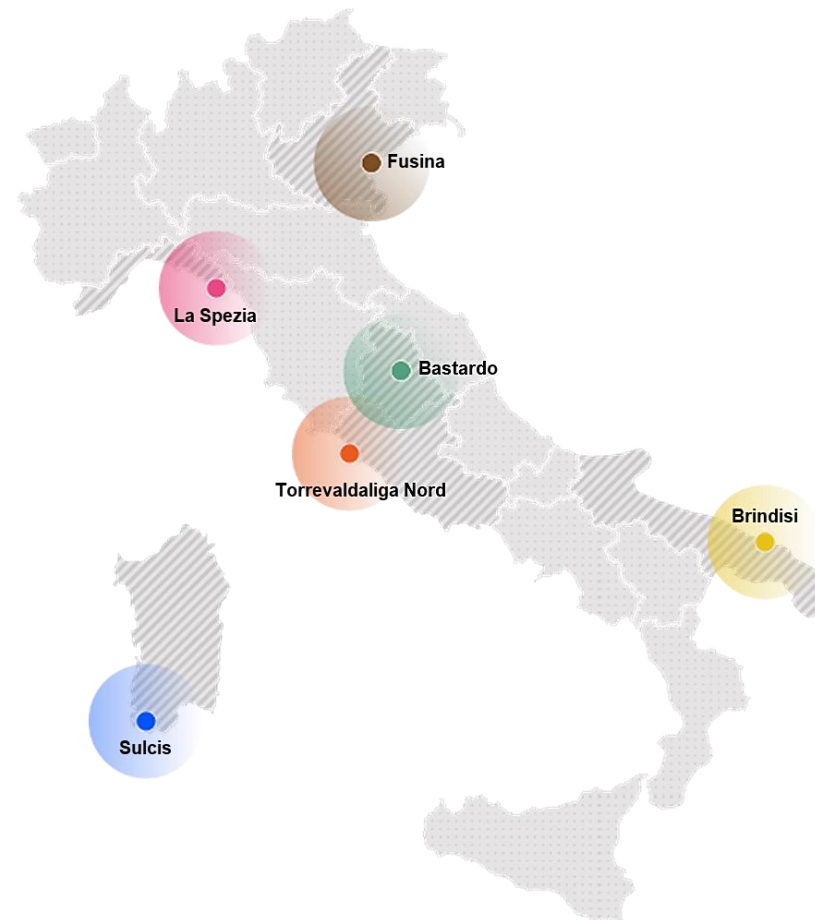 Fusina
La Spezia
Bastardo
Torrevaldaliga Nord
Brindisi
Sulcis